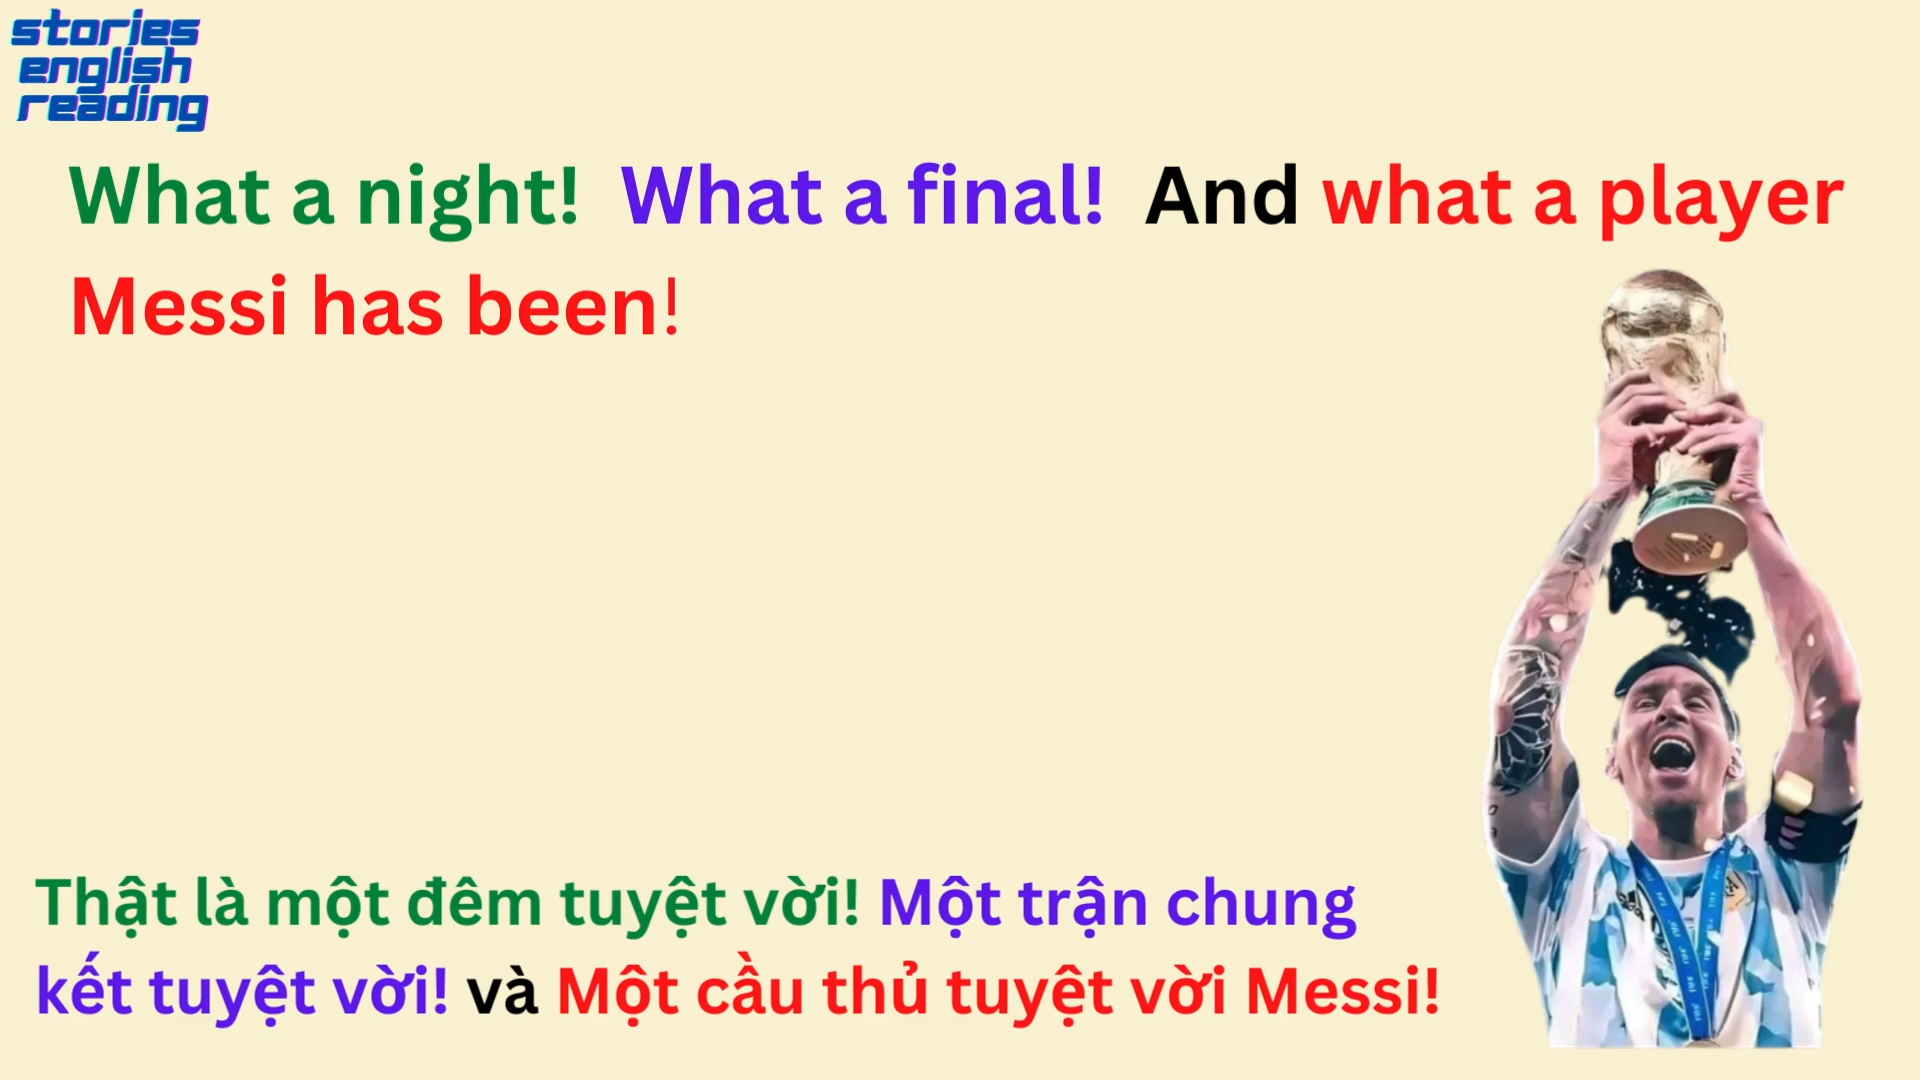 stories
english
reading
What a night! What a final! And what a player
Messi has been!
Thật là một đêm tuyệt vời! Một trận chung
kết tuyệt vời! và Một cầu thủ tuyệt vời Messi!